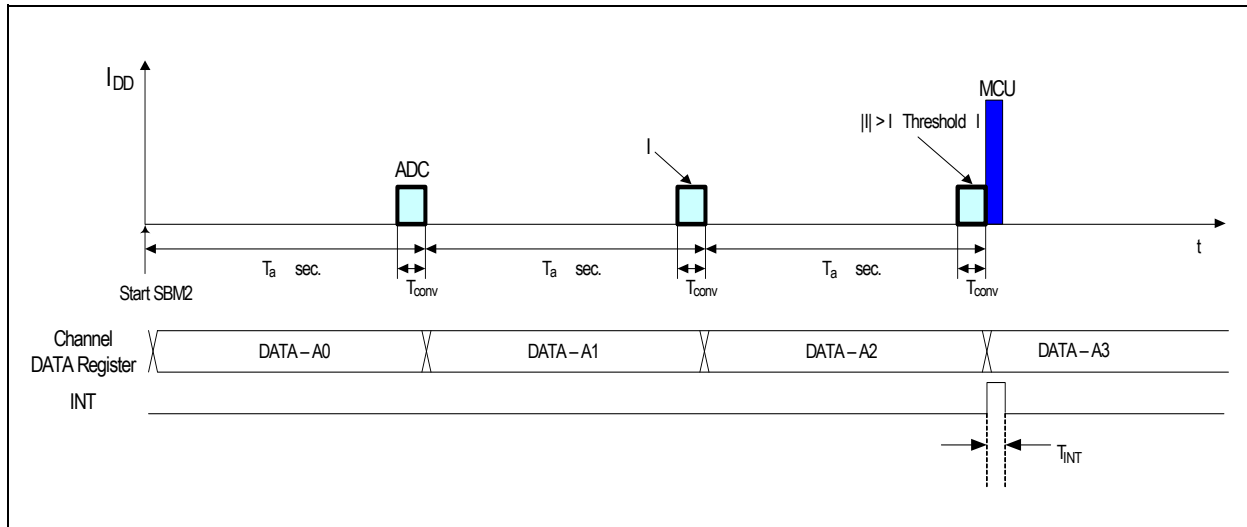 I DD
MCU
|I| > I Threshold I
I
ADC
t
Ta sec.
Ta sec.
Ta sec.
Tconv
Tconv
Tconv
Start SBM2
Channel
DATA Register
DATA – A0
DATA – A1
DATA – A2
DATA – A3
INT
TINT